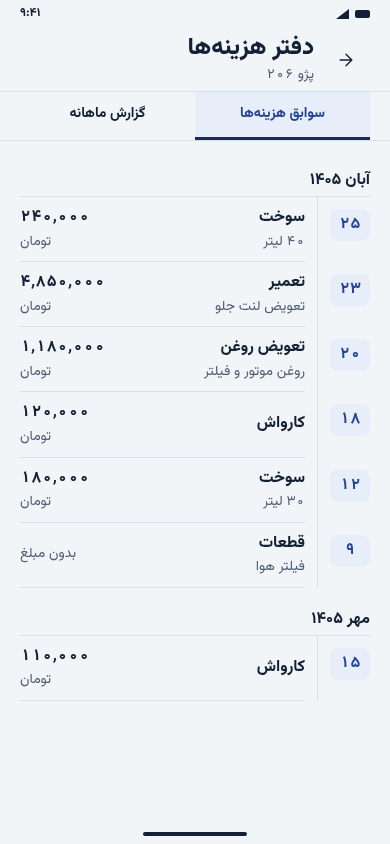 ۹:۴۱
دفتر هزینه‌ها
پژو ۲۰۶
سوابق هزینه‌ها
گزارش ماهانه
آبان ۱۴۰۵
۲۵
سوخت
۲۴۰,۰۰۰
۴۰ لیتر
تومان
۲۳
تعمیر
۴,۸۵۰,۰۰۰
تعویض لنت جلو
تومان
۲۰
تعویض روغن
۱,۱۸۰,۰۰۰
روغن موتور و فیلتر
تومان
۱۸
کارواش
۱۲۰,۰۰۰
تومان
۱۲
سوخت
۱۸۰,۰۰۰
۳۰ لیتر
تومان
۹
قطعات
فیلتر هوا
بدون مبلغ
مهر ۱۴۰۵
۱۵
کارواش
۱۱۰,۰۰۰
تومان